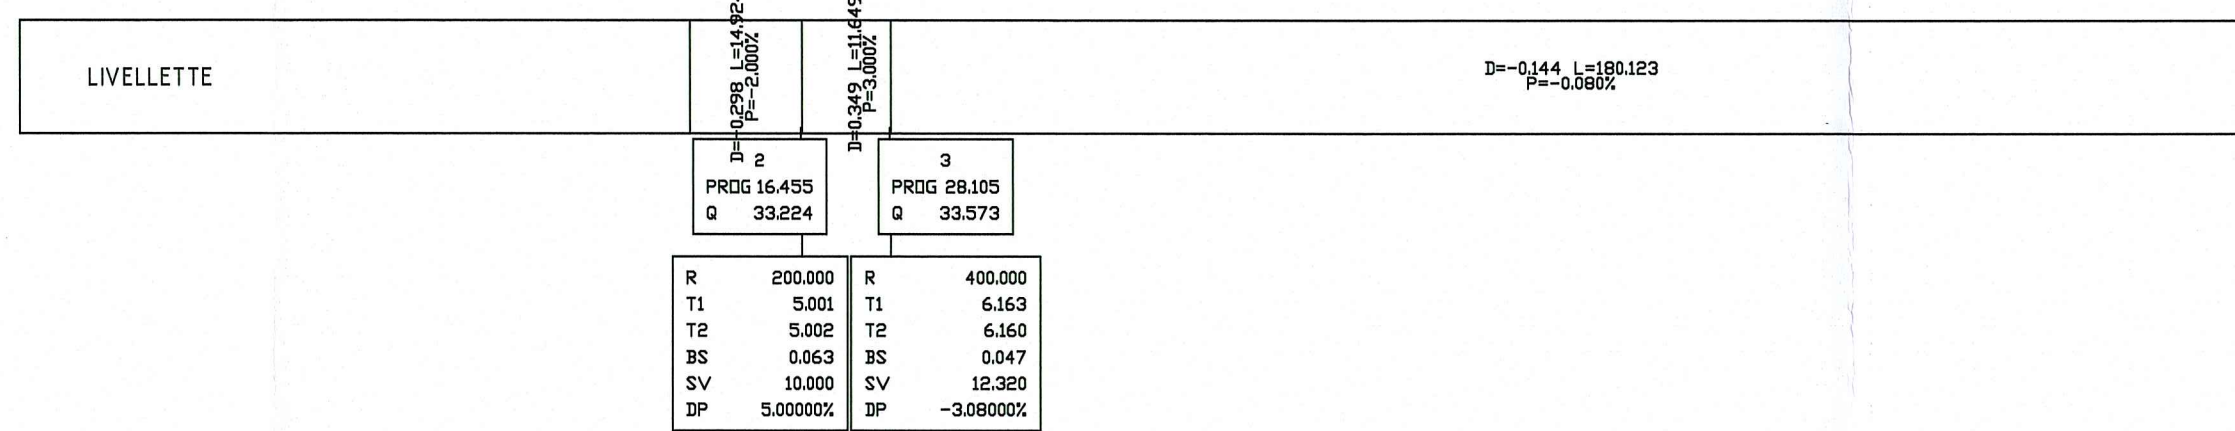 LIVELLETTE
D=-0.298 L=14.924
P=-2.000%
D=0.349 L=11.649
P=3.000%
D=-0.144 L=180.123
P=-0.080%
2
PROG 16.455
Q 33.224
3
PROG 28.105
Q 33.573
R 200.000
T1 5.001
T2 5.002
BS 0.063
SV 10.000
DP 5.00000%
R 400.000
T1 6.163
T2 6.160
BS 0.047
SV 12.320
DP -3.08000%